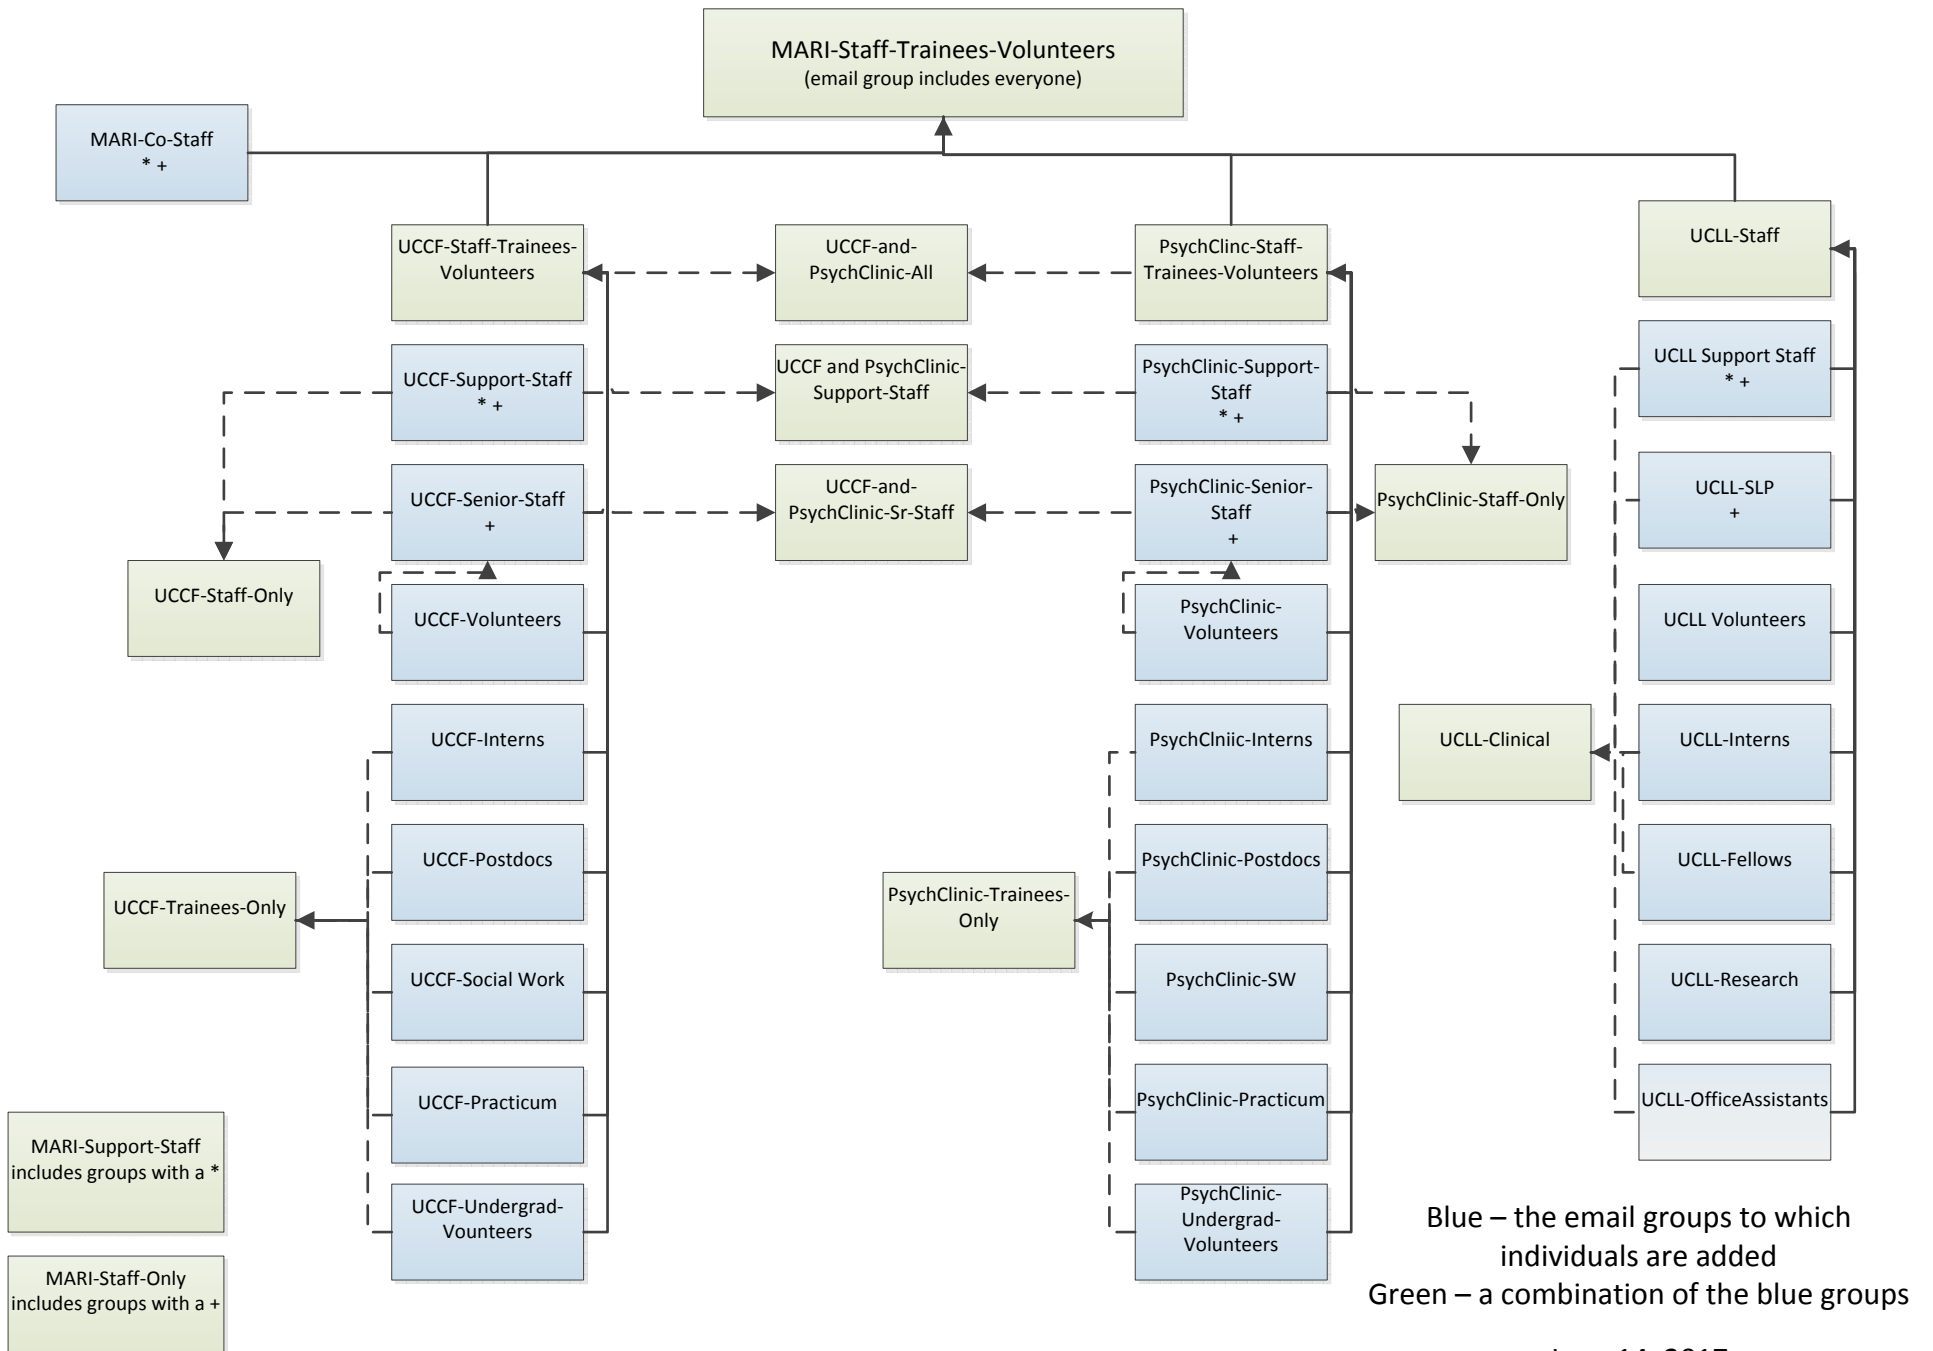 MARI-Staff-Trainees-Volunteers
(email group includes everyone)
MARI-Co-Staff
* +
UCCF-Staff-Trainees-
Volunteers
UCCF-and-
PsychClinic-All
PsychClinc-Staff-
Trainees-Volunteers
UCLL-Staff
UCCF-Support-Staff
* +
UCCF and PsychClinic-
Support-Staff
PsychClinic-Support-
Staff
* +
UCLL Support Staff
* +
UCCF-Senior-Staff
+
UCCF-and-
PsychClinic-Sr-Staff
PsychClinic-Senior-
Staff
+
PsychClinic-Staff-Only
UCLL-SLP
+
UCCF-Staff-Only
UCCF-Volunteers
PsychClinic-
Volunteers
UCLL Volunteers
UCCF-Interns
PsychClniic-Interns
UCLL-Clinical
UCLL-Interns
UCCF-Postdocs
PsychClinic-Postdocs
UCLL-Fellows
UCCF-Trainees-Only
PsychClinic-Trainees-
Only
UCCF-Social Work
PsychClinic-SW
UCLL-Research
UCCF-Practicum
PsychClinic-Practicum
UCLL-OfficeAssistants
MARI-Support-Staff
includes groups with a *
UCCF-Undergrad-
Vounteers
PsychClinic-
Undergrad-
Volunteers
MARI-Staff-Only
includes groups with a +
Blue – the email groups to which
individuals are added
Green – a combination of the blue groups